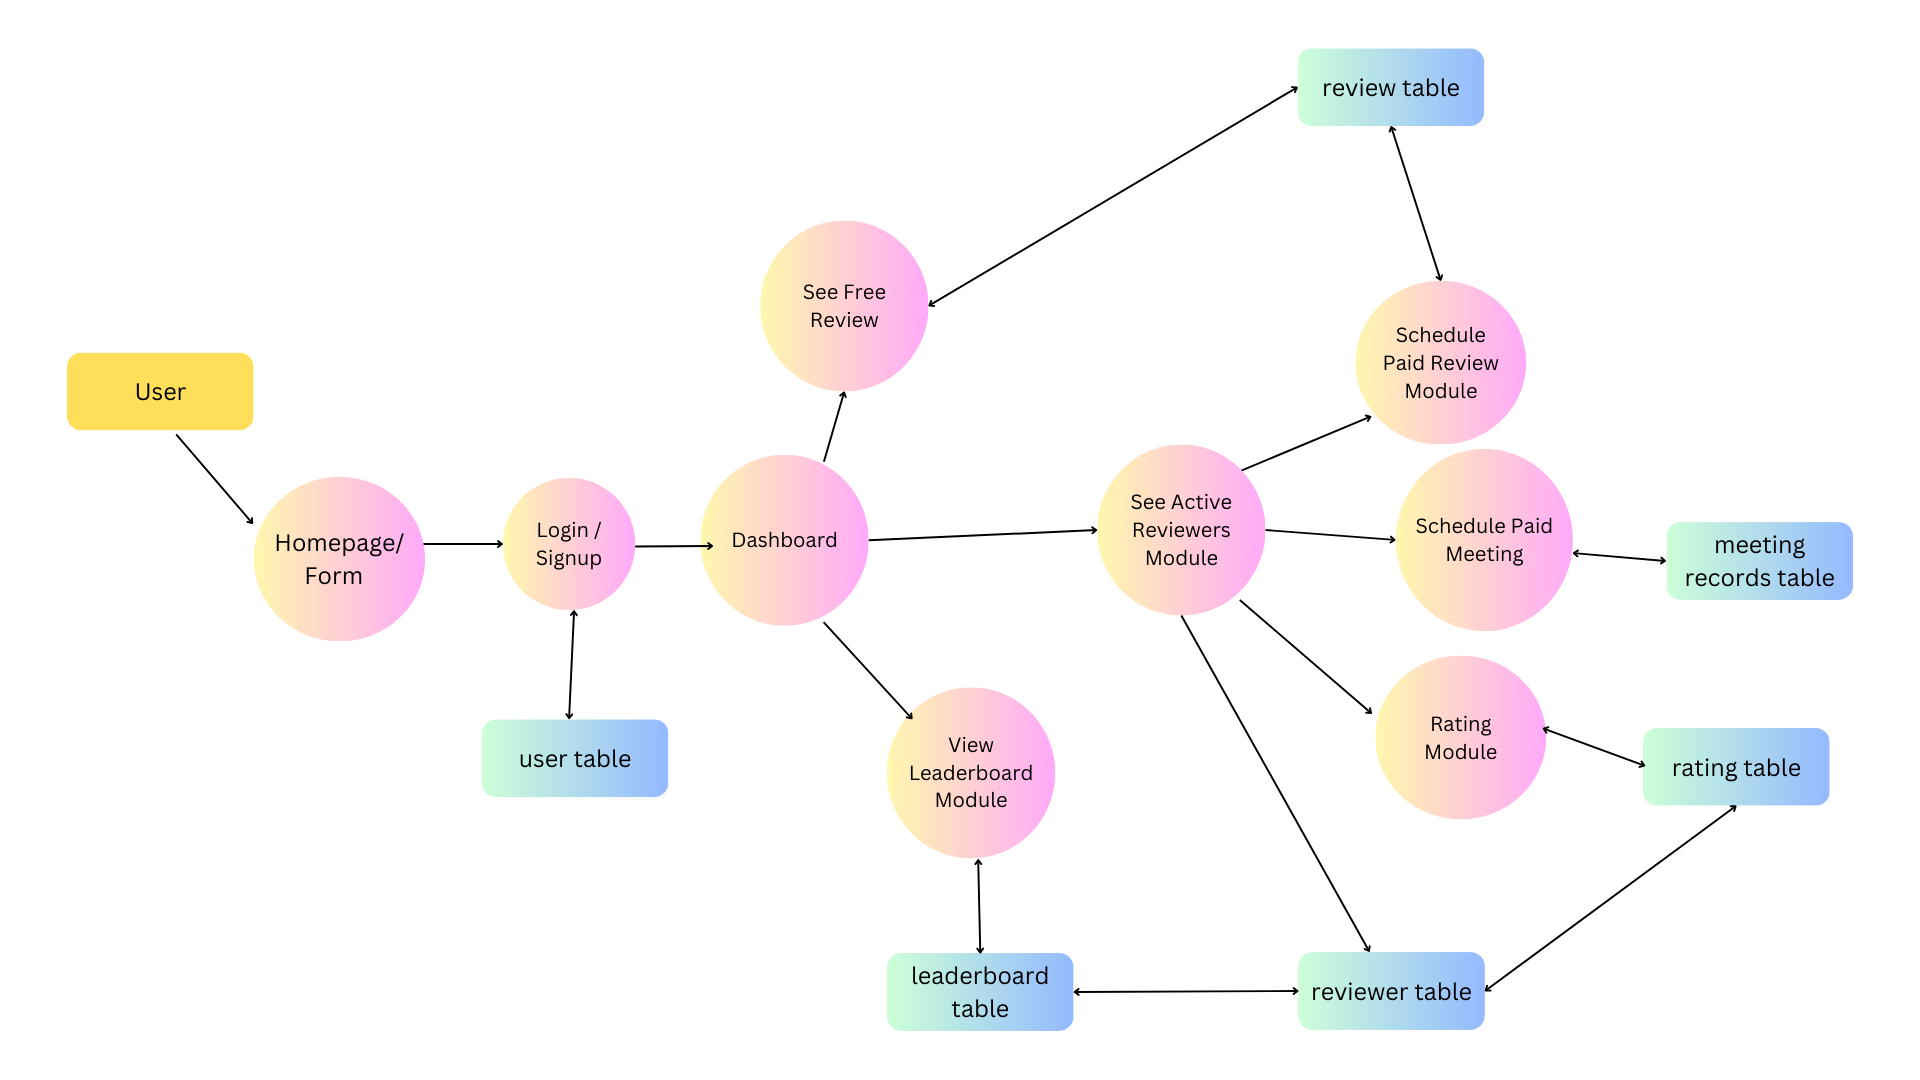 review table
See Free
Review
Schedule
Paid Review
Module
User
Homepage/
Form
Login /
Signup
Dashboard
See Active
Reviewers
Module
Schedule Paid
Meeting
meeting
records table
user table
View
Leaderboard
Module
Rating
Module
rating table
leaderboard
table
reviewer table